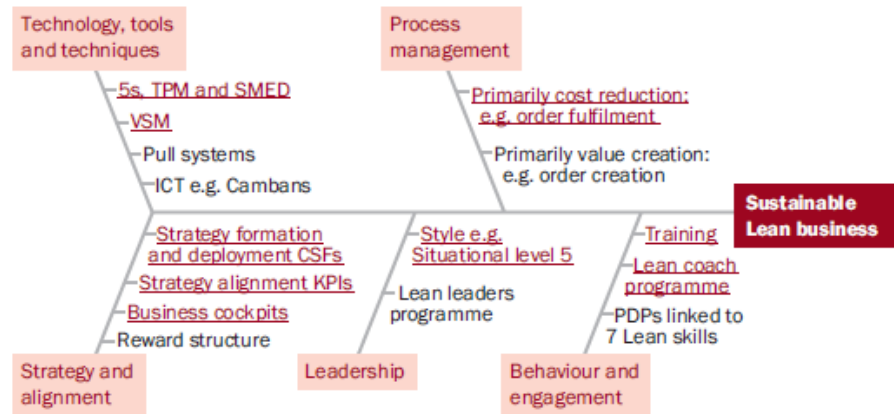 Technology, tools
and techniques
5s, TPM and SMED
VSM
Pull systems
ICT e.g. Cambans
Process
management
Primarily cost reduction:
e.g. order fulfilment
Primarily value creation:
e.g. order creation
Sustainable
Lean business
Strategy formation
and deployment CSFs
Strategy alignment KPIs
Business cockpits
Reward structure
Strategy and
alignment
Style e.g.
Situational level 5
Lean leaders
programme
Leadership
Training
Lean coach
programme
PDPs linked to
7 Lean skills
Behaviour and
engagement